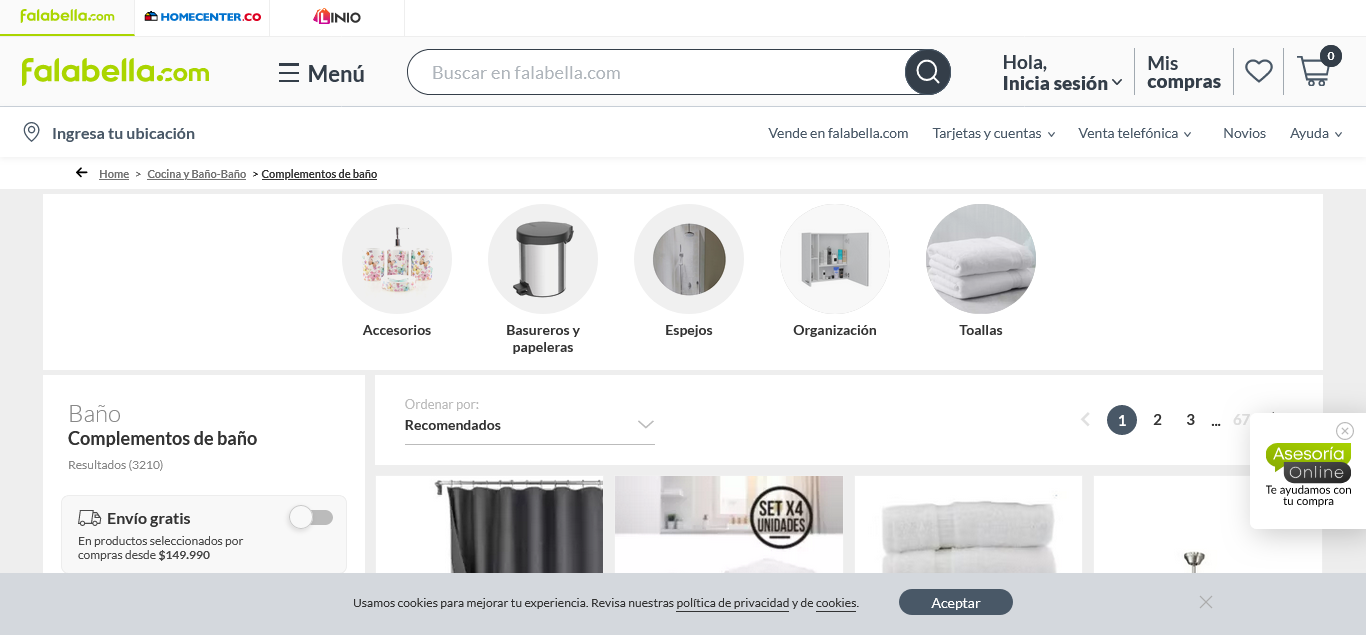 falabella.com
HOMECENTER.CO
LINIO
falabella.com
Menú
Buscar en falabella.com
Hola,
Inicia sesión
Mis
compras
0
Ingresa tu ubicación
Vende en falabella.com
Tarjetas y cuentas
Venta telefónica
Novios
Ayuda
Home > Cocina y Baño-Baño > Complementos de baño
Accesorios
Basureros y
papeleras
Espejos
Organización
Toallas
Baño
Complementos de baño
Resultados (3210)
Envío gratis
En productos seleccionados por
compras desde $149.990
Ordenar por:
Recomendados
1 2 3 ... 67
SET X4
UNIDADES
Asesoría
Online
Te ayudamos con
tu compra
Usamos cookies para mejorar tu experiencia. Revisa nuestras política de privacidad y de cookies.
Aceptar